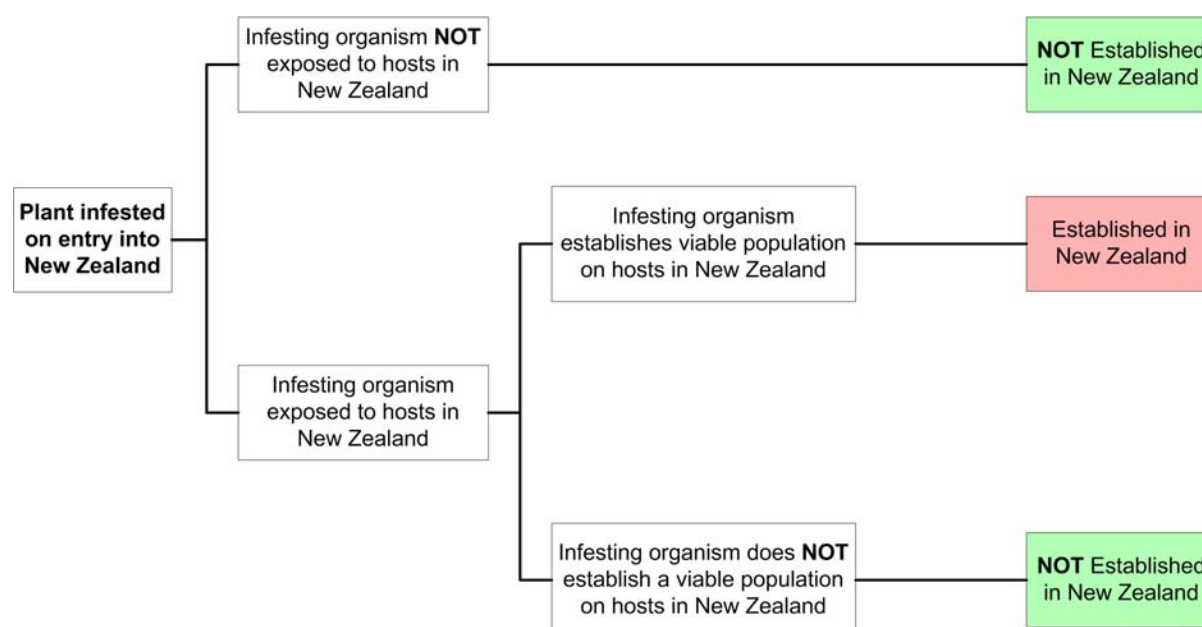 Infesting organism NOT
exposed to hosts in
New Zealand
NOT Established
in New Zealand
Plant infested
on entry into
New Zealand
Infesting organism
establishes viable population
on hosts in New Zealand
Established in
New Zealand
Infesting organism
exposed to hosts in
New Zealand
Infesting organism does NOT
establish a viable population
on hosts in New Zealand
NOT Established
in New Zealand